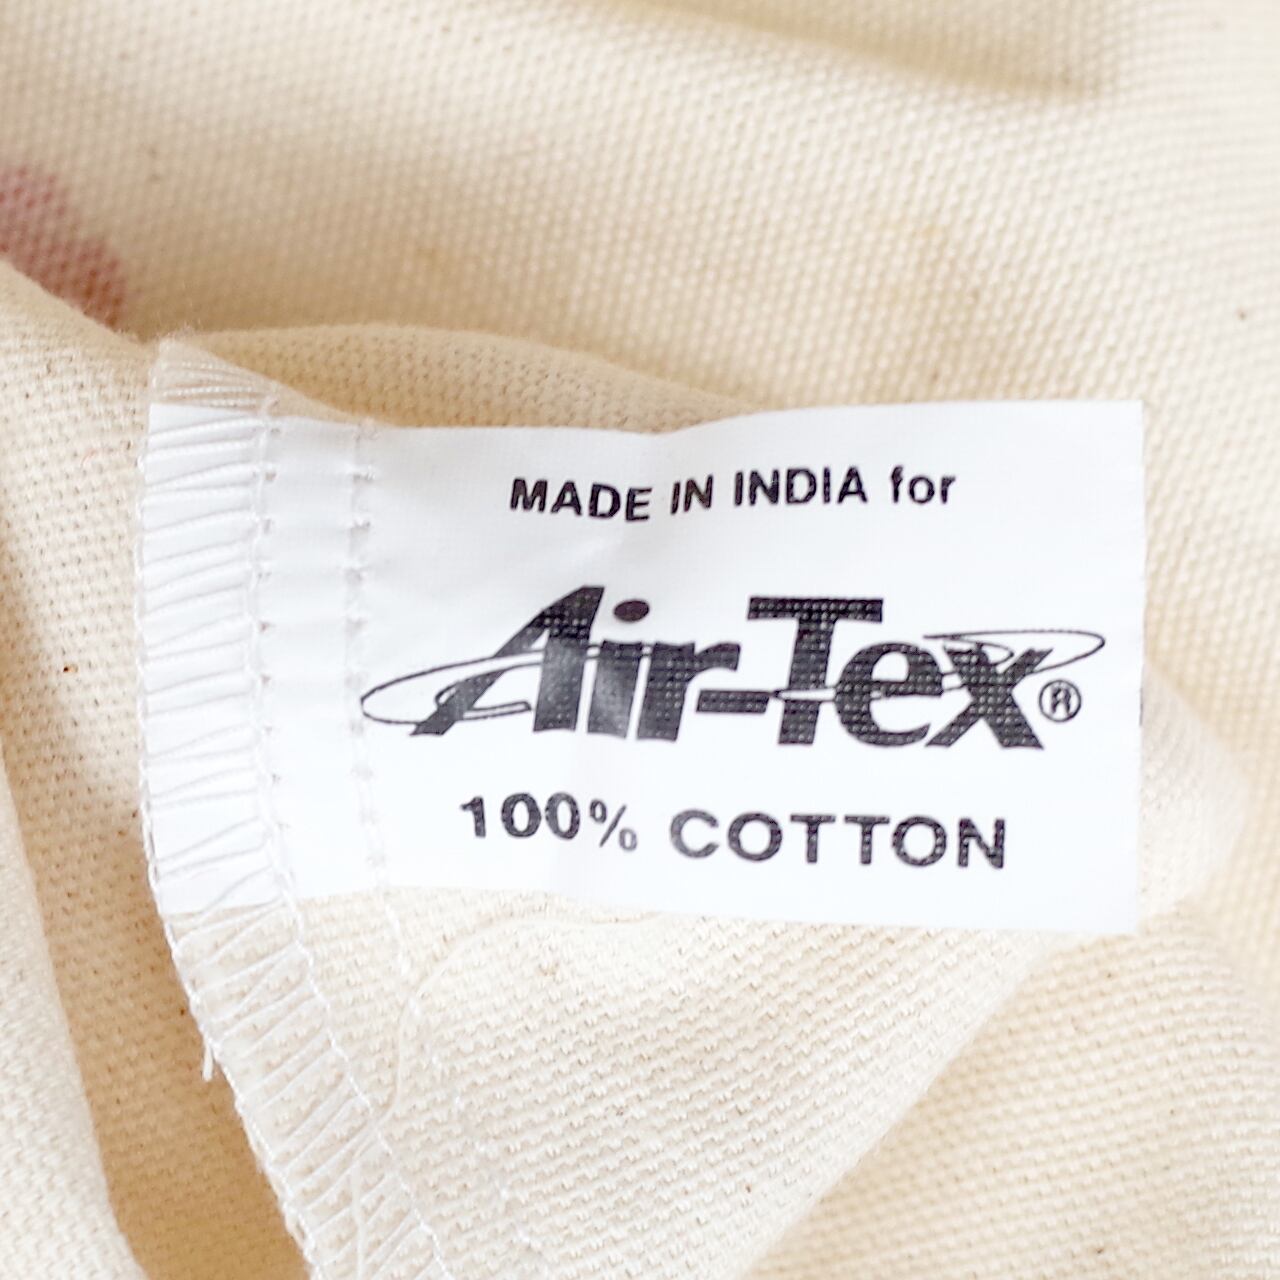 MADE IN INDIA for
Air-Tex®
100% COTTON